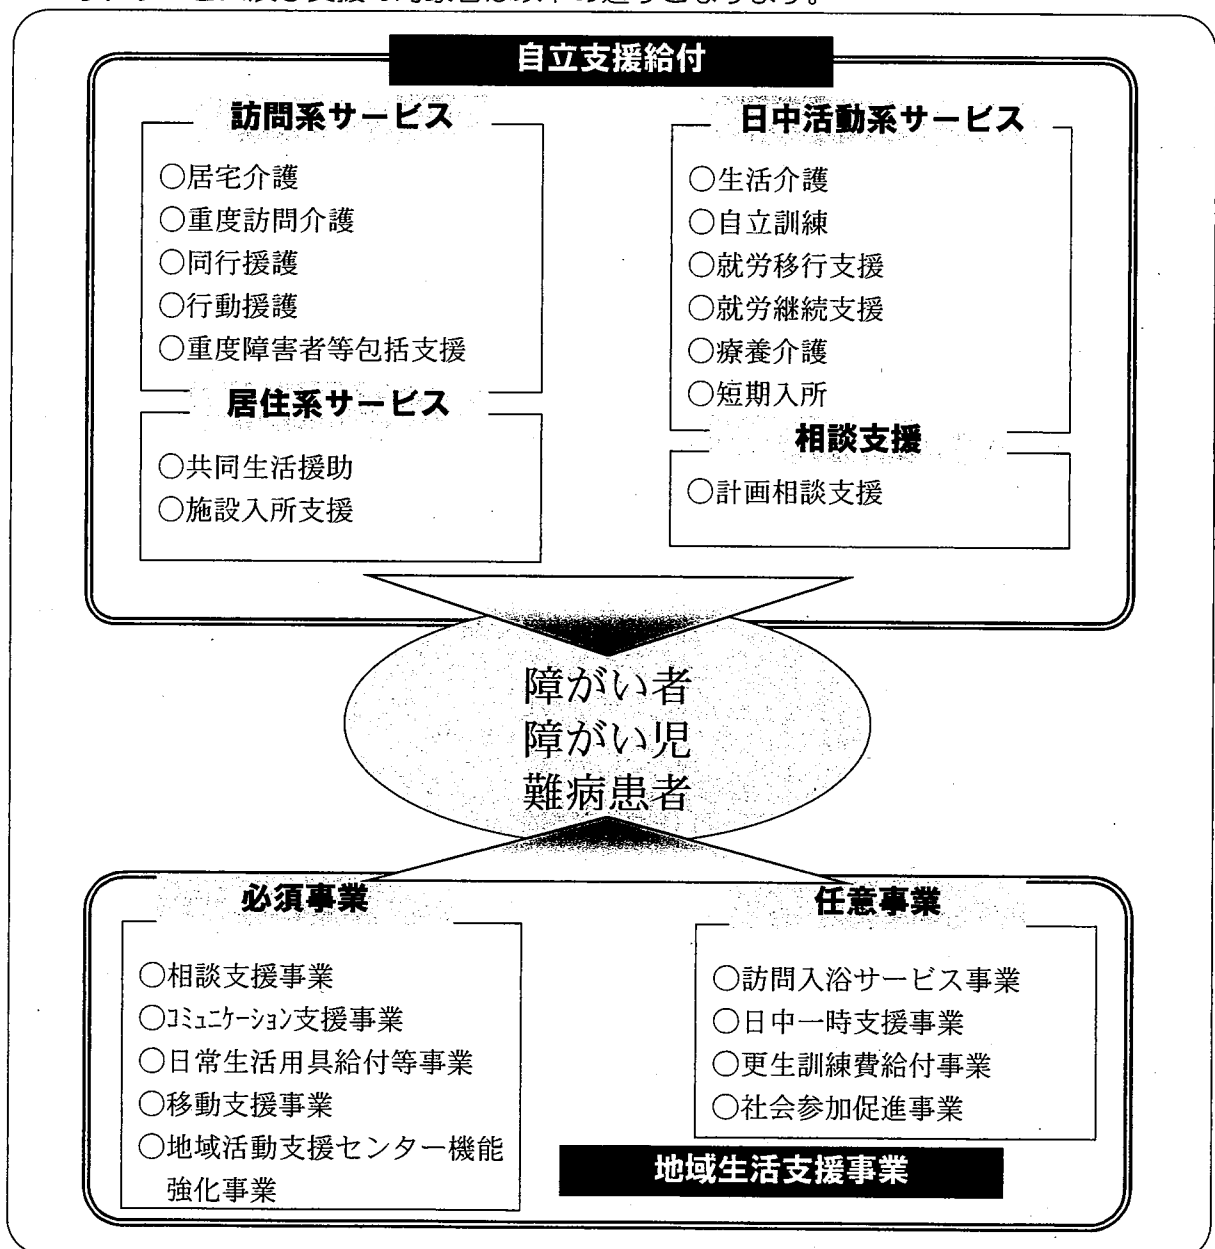 自立支援給付
訪問系サービス
○居宅介護
○重度訪問介護
○同行援護
○行動援護
○重度障害者等包括支援
居住系サービス
○共同生活援助
○施設入所支援
日中活動系サービス
○生活介護
○自立訓練
○就労移行支援
○就労継続支援
○療養介護
○短期入所
相談支援
○計画相談支援
障がい者
障がい児
難病患者
必須事業
○相談支援事業
○ｺﾐｭﾆｹｰｼｮﾝ支援事業
○日常生活用具給付等事業
○移動支援事業
○地域活動支援センター機能
強化事業
任意事業
○訪問入浴サービス事業
○日中一時支援事業
○更生訓練費給付事業
○社会参加促進事業
地域生活支援事業